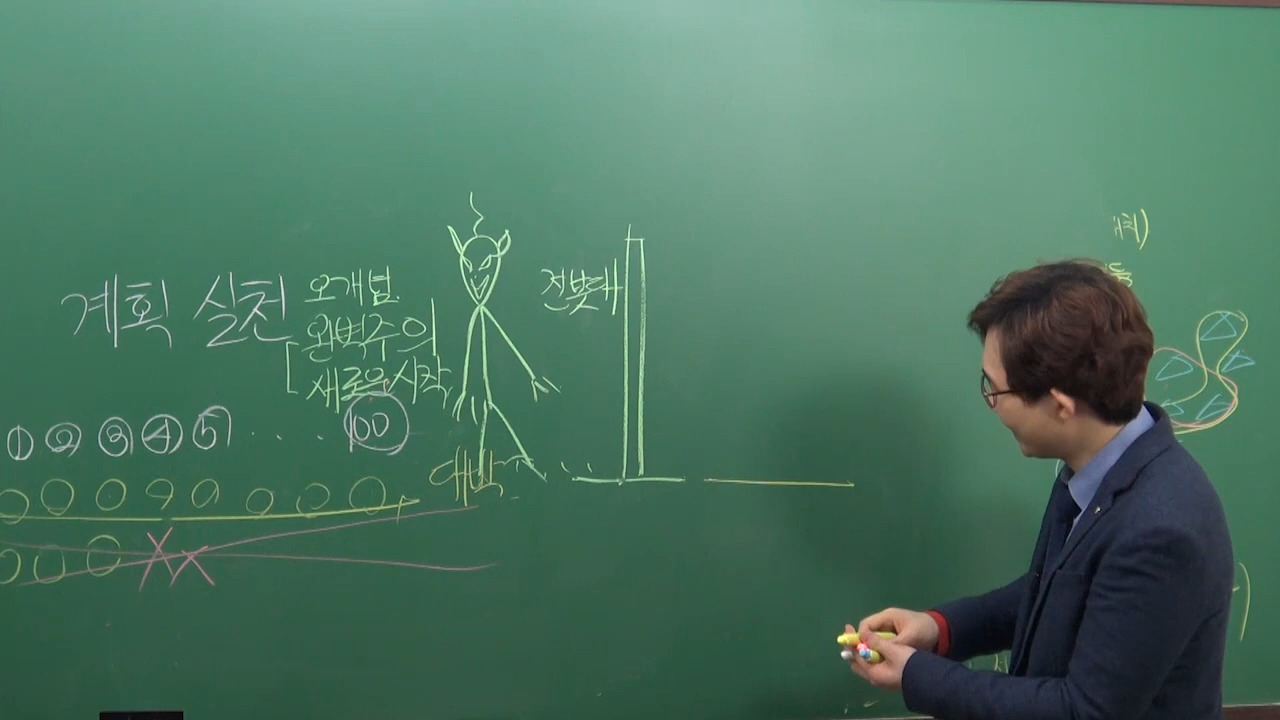 계획 실천
오개념
완벽주의
새로운 시작
전봇대
① ② ③ ④ ⑤ . . . 100
대박